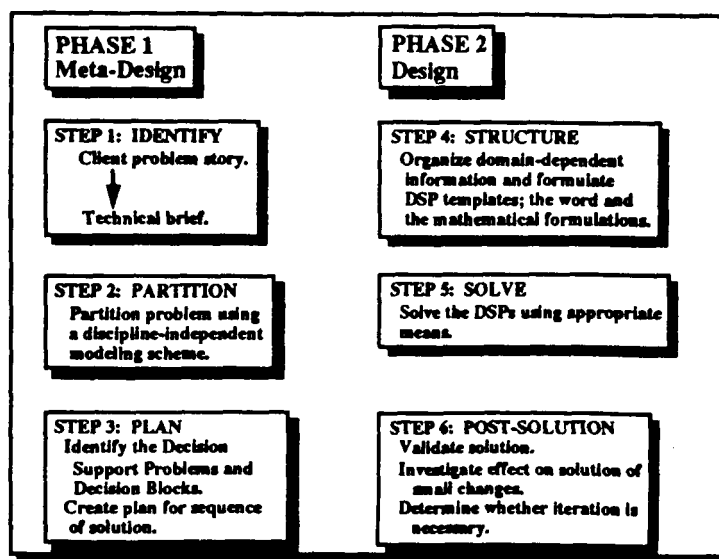 PHASE 1
Meta-Design
STEP 1: IDENTIFY
Client problem story.
Technical brief.
STEP 2: PARTITION
Partition problem using
a discipline-independent
modeling scheme.
STEP 3: PLAN
Identify the Decision
Support Problems and
Decision Blocks.
Create plan for sequence
of solution.
PHASE 2
Design
STEP 4: STRUCTURE
Organize domain-dependent
information and formulate
DSP templates; the word and
the mathematical formulations.
STEP 5: SOLVE
Solve the DSPs using appropriate
means.
STEP 6: POST-SOLUTION
Validate solution.
Investigate effect on solution of
small changes.
Determine whether iteration is
necessary.